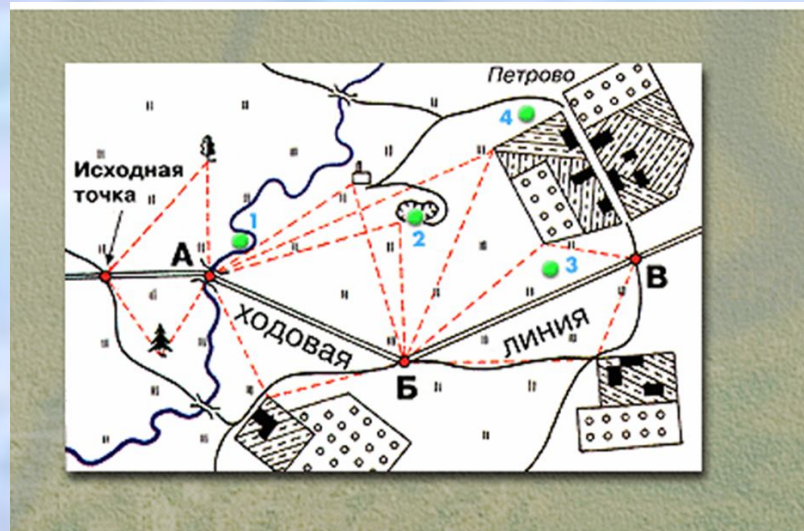 Петрово
4
Исходная
точка
1
А
2
3
В
ХОДОВАЯ
ЛИНИЯ
Б